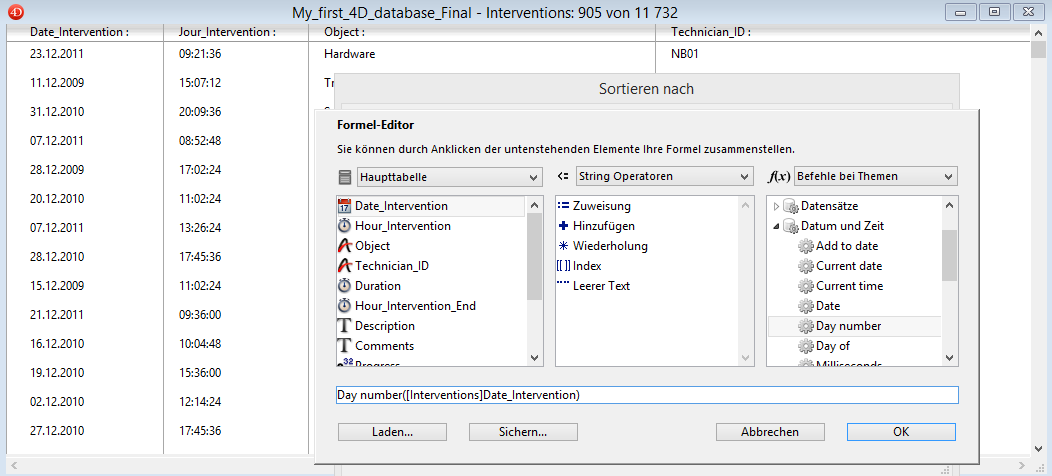 My_first_4D_database_Final - Interventions: 905 von 11 732
Date_Intervention : Jour_Intervention : Object : Technician_ID :
23.12.2011 09:21:36 Hardware NB01
11.12.2009 15:07:12
31.12.2010 20:09:36
07.12.2011 08:52:48
28.12.2009 17:02:24
20.12.2010 11:02:24
07.12.2011 13:26:24
28.12.2010 17:45:36
15.12.2009 11:02:24
21.12.2011 09:36:00
16.12.2010 10:04:48
19.12.2010 15:36:00
02.12.2010 12:14:24
27.12.2010 17:45:36
Sortieren nach
Formel-Editor
Sie können durch Anklicken der untenstehenden Elemente Ihre Formel zusammenstellen.
Haupttabelle
Date_Intervention
Hour_Intervention
Object
Technician_ID
Duration
Hour_Intervention_End
Description
Comments
Progress
String Operatoren
Zuweisung
Hinzufügen
Wiederholung
Index
Leerer Text
f(x) Befehle bei Themen
Datensätze
Datum und Zeit
Add to date
Current date
Current time
Date
Day number
Day of
Milliseconds
Day number([Interventions]Date_Intervention)
Laden... Sichern... Abbrechen OK